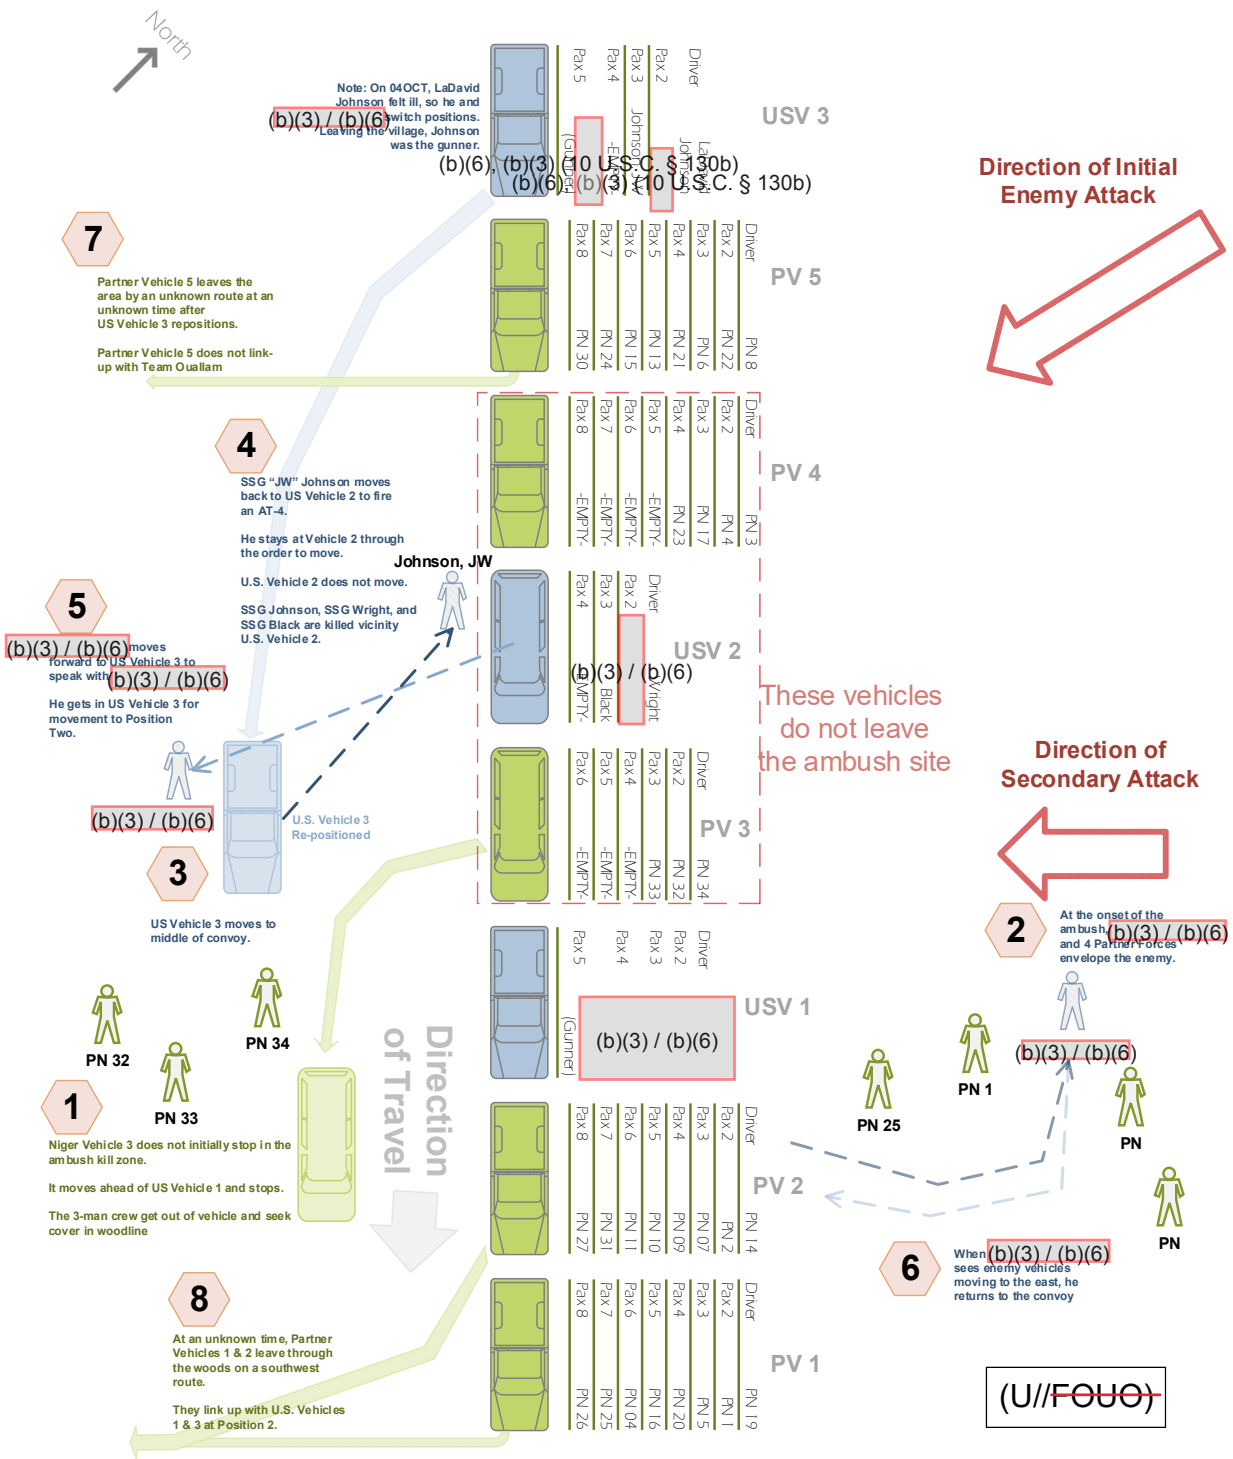 North
Note: On 04OCT, LaDavid
Johnson felt ill, so he and
(b)(3) / (b)(6) switch positions.
Leaving the village, Johnson
was the gunner.
Pax 5
(Gunner)
Pax 4
-EMPTY-
Pax 3
Johnson, JW
Pax 2
Driver
LaDavid
Johnson
(b)(6), (b)(3) (10 U.S.C. § 130b)
(b)(6), (b)(3) (10 U.S.C. § 130b)
USV 3
Direction of Initial
Enemy Attack
7
Partner Vehicle 5 leaves the
area by an unknown route at an
unknown time after
US Vehicle 3 repositions.
Partner Vehicle 5 does not link-
up with Team Ouallam
Pax 8 PN 30
Pax 7 PN 24
Pax 6 PN 15
Pax 5 PN 13
Pax 4 PN 21
Pax 3 PN 6
Pax 2 PN 22
Driver PN 8
PV 5
4
SSG “JW” Johnson moves
back to US Vehicle 2 to fire
an AT-4.
He stays at Vehicle 2 through
the order to move.
U.S. Vehicle 2 does not move.
SSG Johnson, SSG Wright, and
SSG Black are killed vicinity
U.S. Vehicle 2.
Pax 8 -EMPTY-
Pax 7 -EMPTY-
Pax 6 -EMPTY-
Pax 5 -EMPTY-
Pax 4 PN 23
Pax 3 PN 17
Pax 2 PN 4
Driver PN 3
PV 4
Johnson, JW
5
(b)(3) / (b)(6) moves
forward to US Vehicle 3 to
speak with (b)(3) / (b)(6)
He gets in US Vehicle 3 for
movement to Position
Two.
Pax 4 -EMPTY-
Pax 3 Black
Pax 2
Driver Wright
(b)(3) / (b)(6)
USV 2
These vehicles
do not leave
the ambush site
(b)(3) / (b)(6)
U.S. Vehicle 3
Re-positioned
3
US Vehicle 3 moves to
middle of convoy.
Pax 6 -EMPTY-
Pax 5 -EMPTY-
Pax 4 -EMPTY-
Pax 3 PN 33
Pax 2 PN 32
Driver PN 34
PV 3
Direction of
Secondary Attack
2
At the onset of the
ambush, (b)(3) / (b)(6)
and 4 Partner Forces
envelope the enemy.
Pax 5
(Gunner)
Pax 4
Pax 3
Pax 2
Driver
(b)(3) / (b)(6)
USV 1
PN 32
PN 33
PN 34
Direction
of Travel
(b)(3) / (b)(6)
PN 25
PN 1
PN
PN
1
Niger Vehicle 3 does not initially stop in the
ambush kill zone.
It moves ahead of US Vehicle 1 and stops.
The 3-man crew get out of vehicle and seek
cover in woodline
Pax 8 PN 27
Pax 7 PN 31
Pax 6 PN 11
Pax 5 PN 10
Pax 4 PN 09
Pax 3 PN 07
Pax 2 PN 2
Driver PN 14
PV 2
6
When (b)(3) / (b)(6)
sees enemy vehicles
moving to the east, he
returns to the convoy
8
At an unknown time, Partner
Vehicles 1 & 2 leave through
the woods on a southwest
route.
They link up with U.S. Vehicles
1 & 3 at Position 2.
Pax 8 PN 26
Pax 7 PN 25
Pax 6 PN 04
Pax 5 PN 16
Pax 4 PN 20
Pax 3 PN 5
Pax 2 PN 1
Driver PN 19
PV 1
(U//FOUO)